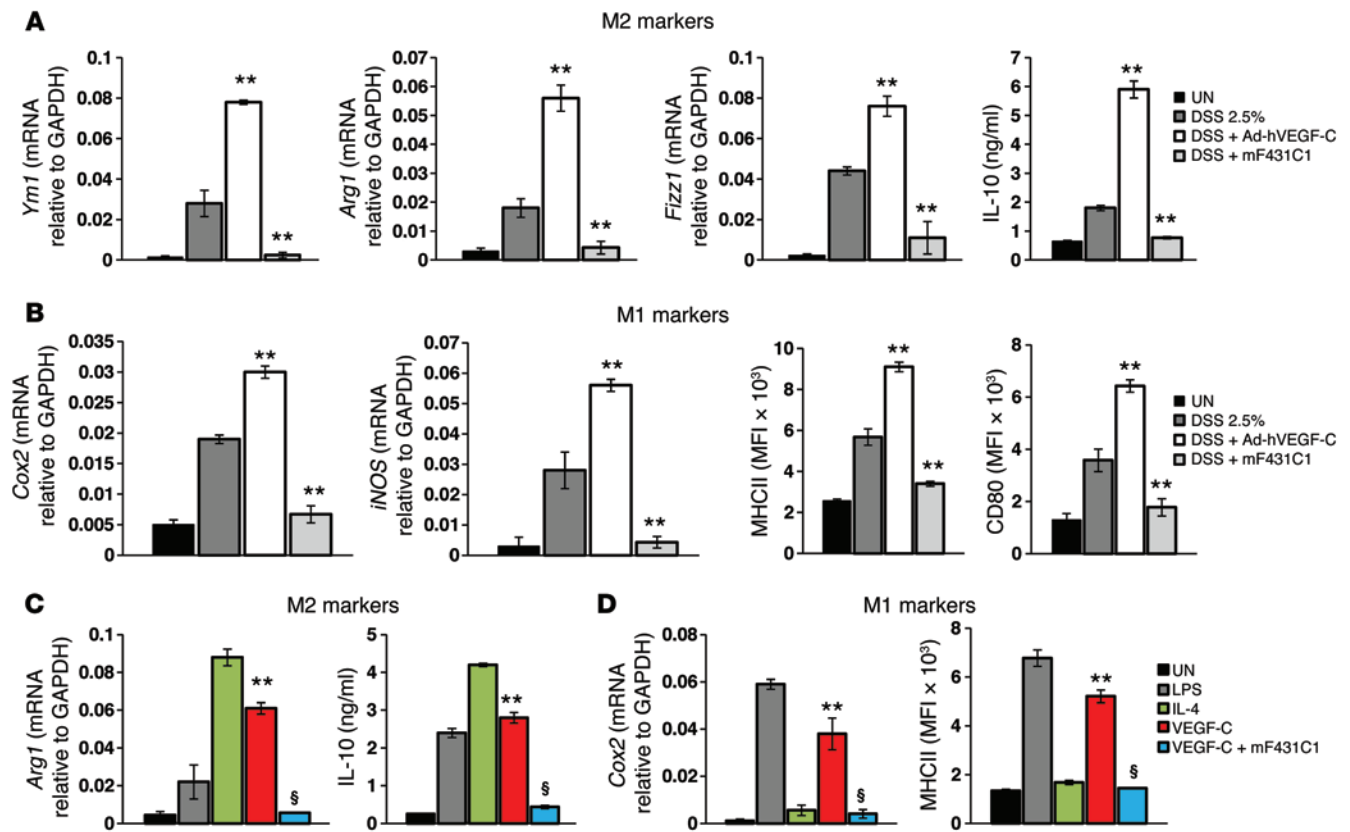 A
M2 markers
Ym1 (mRNA
relative to GAPDH)
0.1
0.08
0.06
0.04
0.02
0
**
**
Arg1 (mRNA
relative to GAPDH)
0.07
0.06
0.05
0.04
0.03
0.02
0.01
0
**
**
Fizz1 (mRNA
relative to GAPDH)
0.1
0.08
0.06
0.04
0.02
0
**
**
IL-10 (ng/ml)
7
6
5
4
3
2
1
0
**
**
UN
DSS 2.5%
DSS + Ad-hVEGF-C
DSS + mF431C1
B
M1 markers
Cox2 (mRNA
relative to GAPDH)
0.035
0.03
0.025
0.02
0.015
0.01
0.005
0
**
**
iNOS (mRNA
relative to GAPDH)
0.07
0.06
0.05
0.04
0.03
0.02
0.01
0
**
**
MHCII (MFI × 10³)
10
8
6
4
2
0
**
**
CD80 (MFI × 10³)
8
6
4
2
0
**
**
UN
DSS 2.5%
DSS + Ad-hVEGF-C
DSS + mF431C1
C
M2 markers
Arg1 (mRNA
relative to GAPDH)
0.1
0.08
0.06
0.04
0.02
0
**
§
IL-10 (ng/ml)
5
4
3
2
1
0
**
§
D
M1 markers
Cox2 (mRNA
relative to GAPDH)
0.08
0.06
0.04
0.02
0
**
§
MHCII (MFI × 10³)
8
6
4
2
0
**
§
UN
LPS
IL-4
VEGF-C
VEGF-C + mF431C1